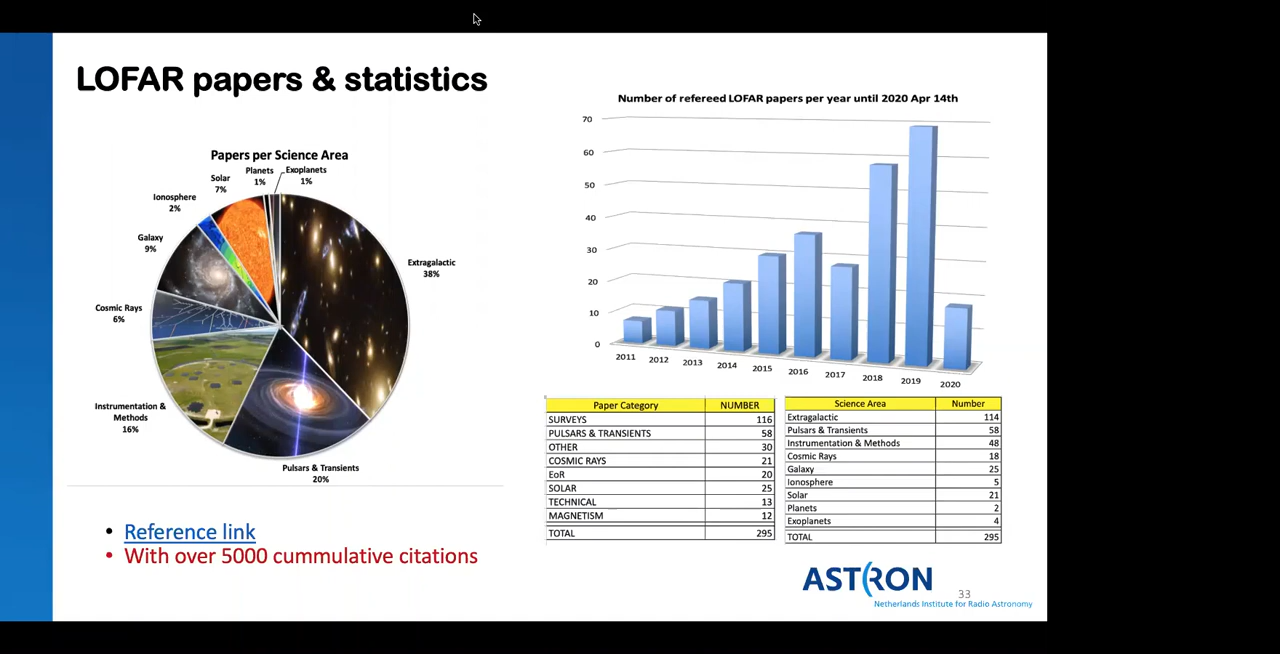 LOFAR papers & statistics
Papers per Science Area
Planets
1%
Exoplanets
1%
Solar
7%
Ionosphere
2%
Galaxy
9%
Extragalactic
38%
Cosmic Rays
6%
Instrumentation &
Methods
16%
Pulsars & Transients
20%
Reference link
With over 5000 cummulative citations
Number of refereed LOFAR papers per year until 2020 Apr 14th
70
60
50
40
30
20
10
0
2011 2012 2013 2014 2015 2016 2017 2018 2019 2020
Paper Category NUMBER
SURVEYS 116
PULSARS & TRANSIENTS 58
OTHER 30
COSMIC RAYS 21
EoR 20
SOLAR 25
TECHNICAL 13
MAGNETISM 12
TOTAL 295
Science Area Number
Extragalactic 114
Pulsars & Transients 58
Instrumentation & Methods 48
Cosmic Rays 18
Galaxy 25
Ionosphere 5
Solar 21
Planets 2
Exoplanets 4
TOTAL 295
ASTRON
33
Netherlands Institute for Radio Astronomy